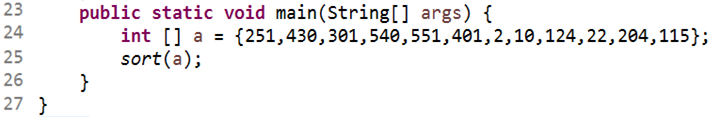 23 public static void main(String[] args) {
24 int [] a = {251,430,301,540,551,401,2,10,124,22,204,115};
25 sort(a);
26 }
27 }